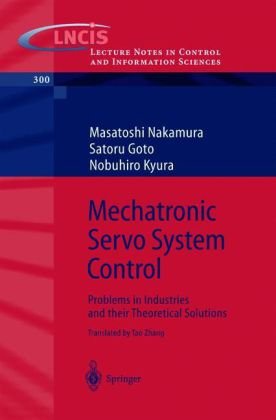 LNCIS
LECTURE NOTES IN CONTROL
AND INFORMATION SCIENCES
300
Masatoshi Nakamura
Satoru Goto
Nobuhiro Kyura
Mechatronic
Servo System
Control
Problems in Industries
and their Theoretical Solutions
Translated by Tao Zhang
Springer